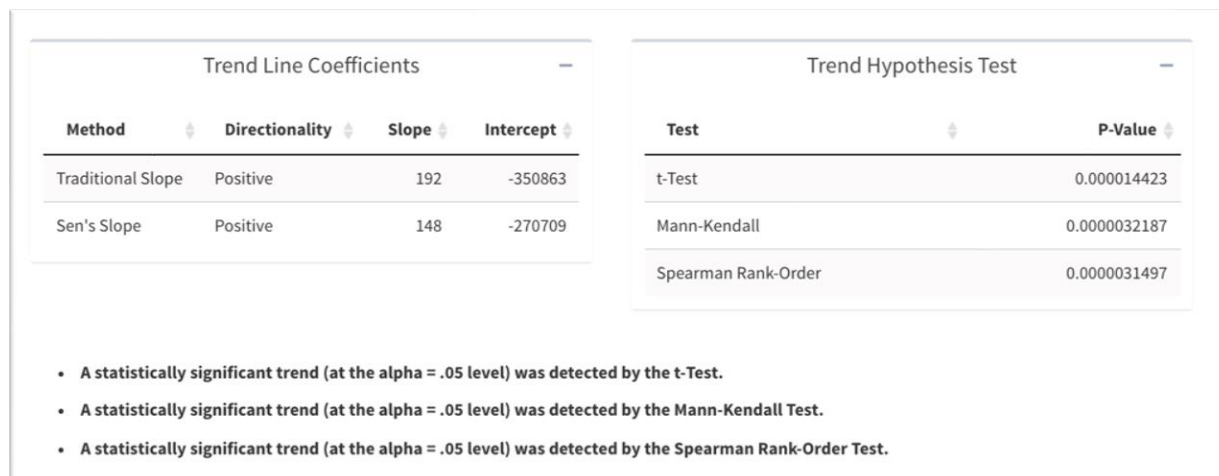 Trend Line Coefficients
Method Directionality Slope Intercept
Traditional Slope Positive 192 -350863
Sen's Slope Positive 148 -270709
Trend Hypothesis Test
Test P-Value
t-Test 0.000014423
Mann-Kendall 0.0000032187
Spearman Rank-Order 0.0000031497
• A statistically significant trend (at the alpha = .05 level) was detected by the t-Test.
• A statistically significant trend (at the alpha = .05 level) was detected by the Mann-Kendall Test.
• A statistically significant trend (at the alpha = .05 level) was detected by the Spearman Rank-Order Test.